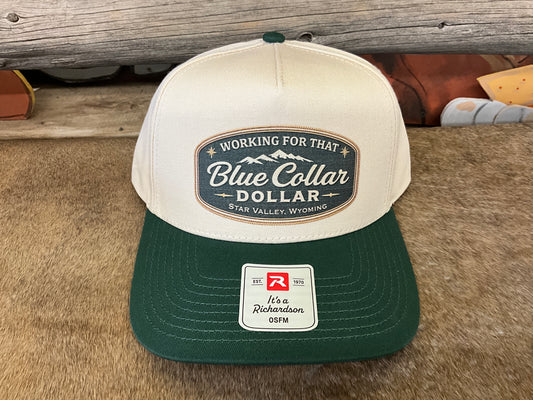 WORKING FOR THAT
Blue Collar
DOLLAR
STAR VALLEY, WYOMING
EST. R 1970
It's a
Richardson
OSFM